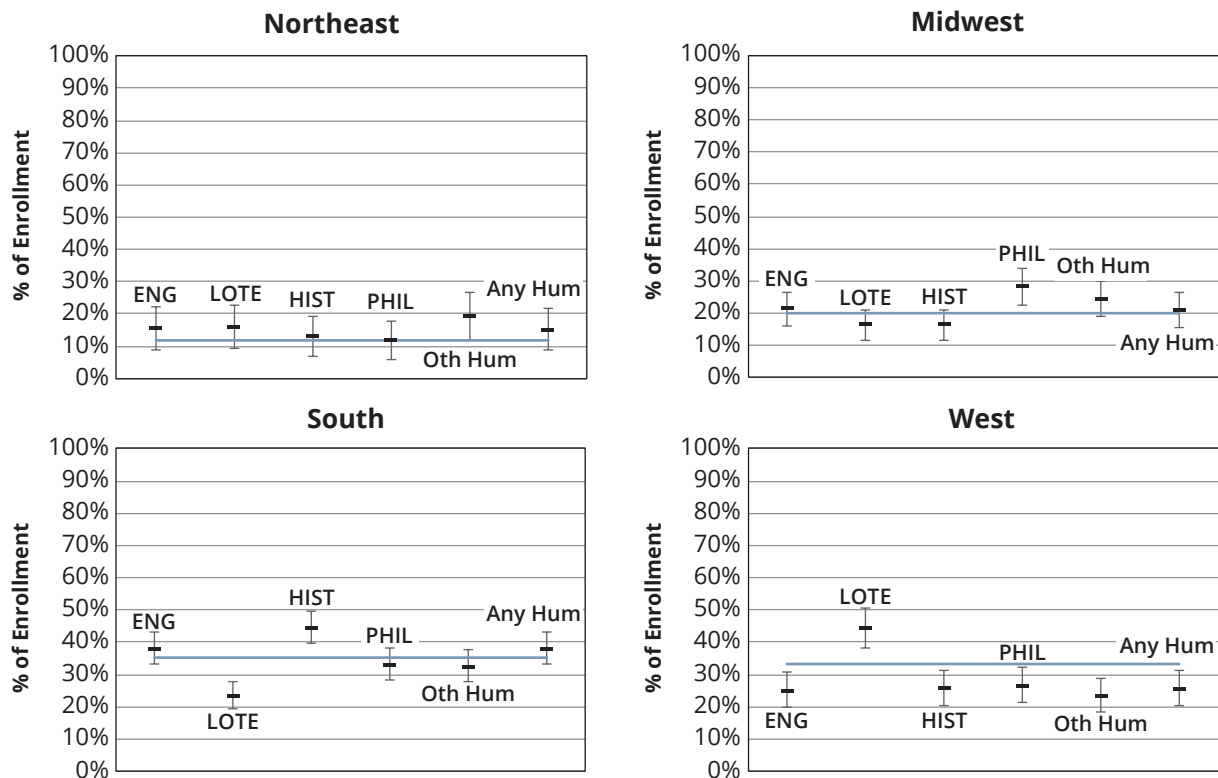 Northeast
% of Enrollment
100%
90%
80%
70%
60%
50%
40%
30%
20%
10%
0%
ENG
LOTE
HIST
PHIL
Oth Hum
Any Hum
Midwest
% of Enrollment
100%
90%
80%
70%
60%
50%
40%
30%
20%
10%
0%
ENG
LOTE
HIST
PHIL
Oth Hum
Any Hum
South
% of Enrollment
100%
90%
80%
70%
60%
50%
40%
30%
20%
10%
0%
ENG
LOTE
HIST
PHIL
Oth Hum
Any Hum
West
% of Enrollment
100%
90%
80%
70%
60%
50%
40%
30%
20%
10%
0%
ENG
LOTE
HIST
PHIL
Oth Hum
Any Hum